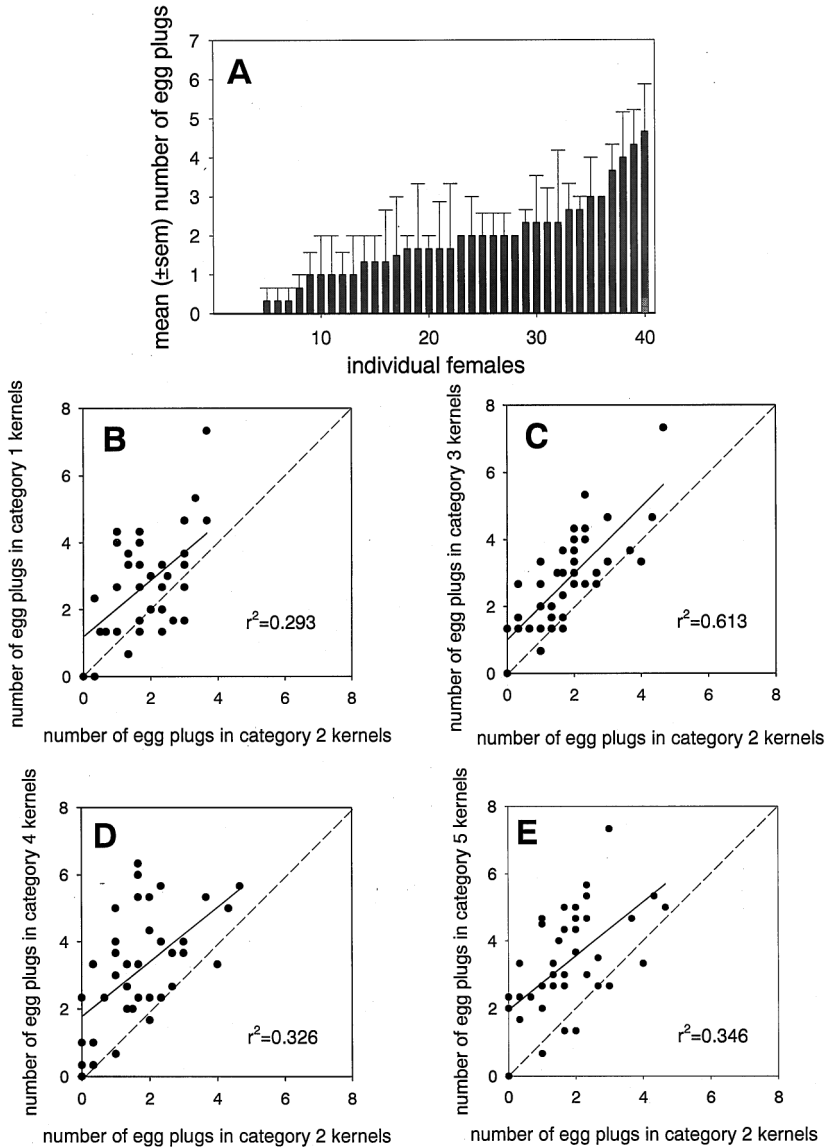 A
mean (±sem) number of egg plugs
7
6
5
4
3
2
1
0
10 20 30 40
individual females
B
number of egg plugs in category 1 kernels
8
6
4
2
0
r²=0.293
0 2 4 6 8
number of egg plugs in category 2 kernels
C
number of egg plugs in category 3 kernels
8
6
4
2
0
r²=0.613
0 2 4 6 8
number of egg plugs in category 2 kernels
D
number of egg plugs in category 4 kernels
8
6
4
2
0
r²=0.326
0 2 4 6 8
number of egg plugs in category 2 kernels
E
number of egg plugs in category 5 kernels
8
6
4
2
0
r²=0.346
0 2 4 6 8
number of egg plugs in category 2 kernels